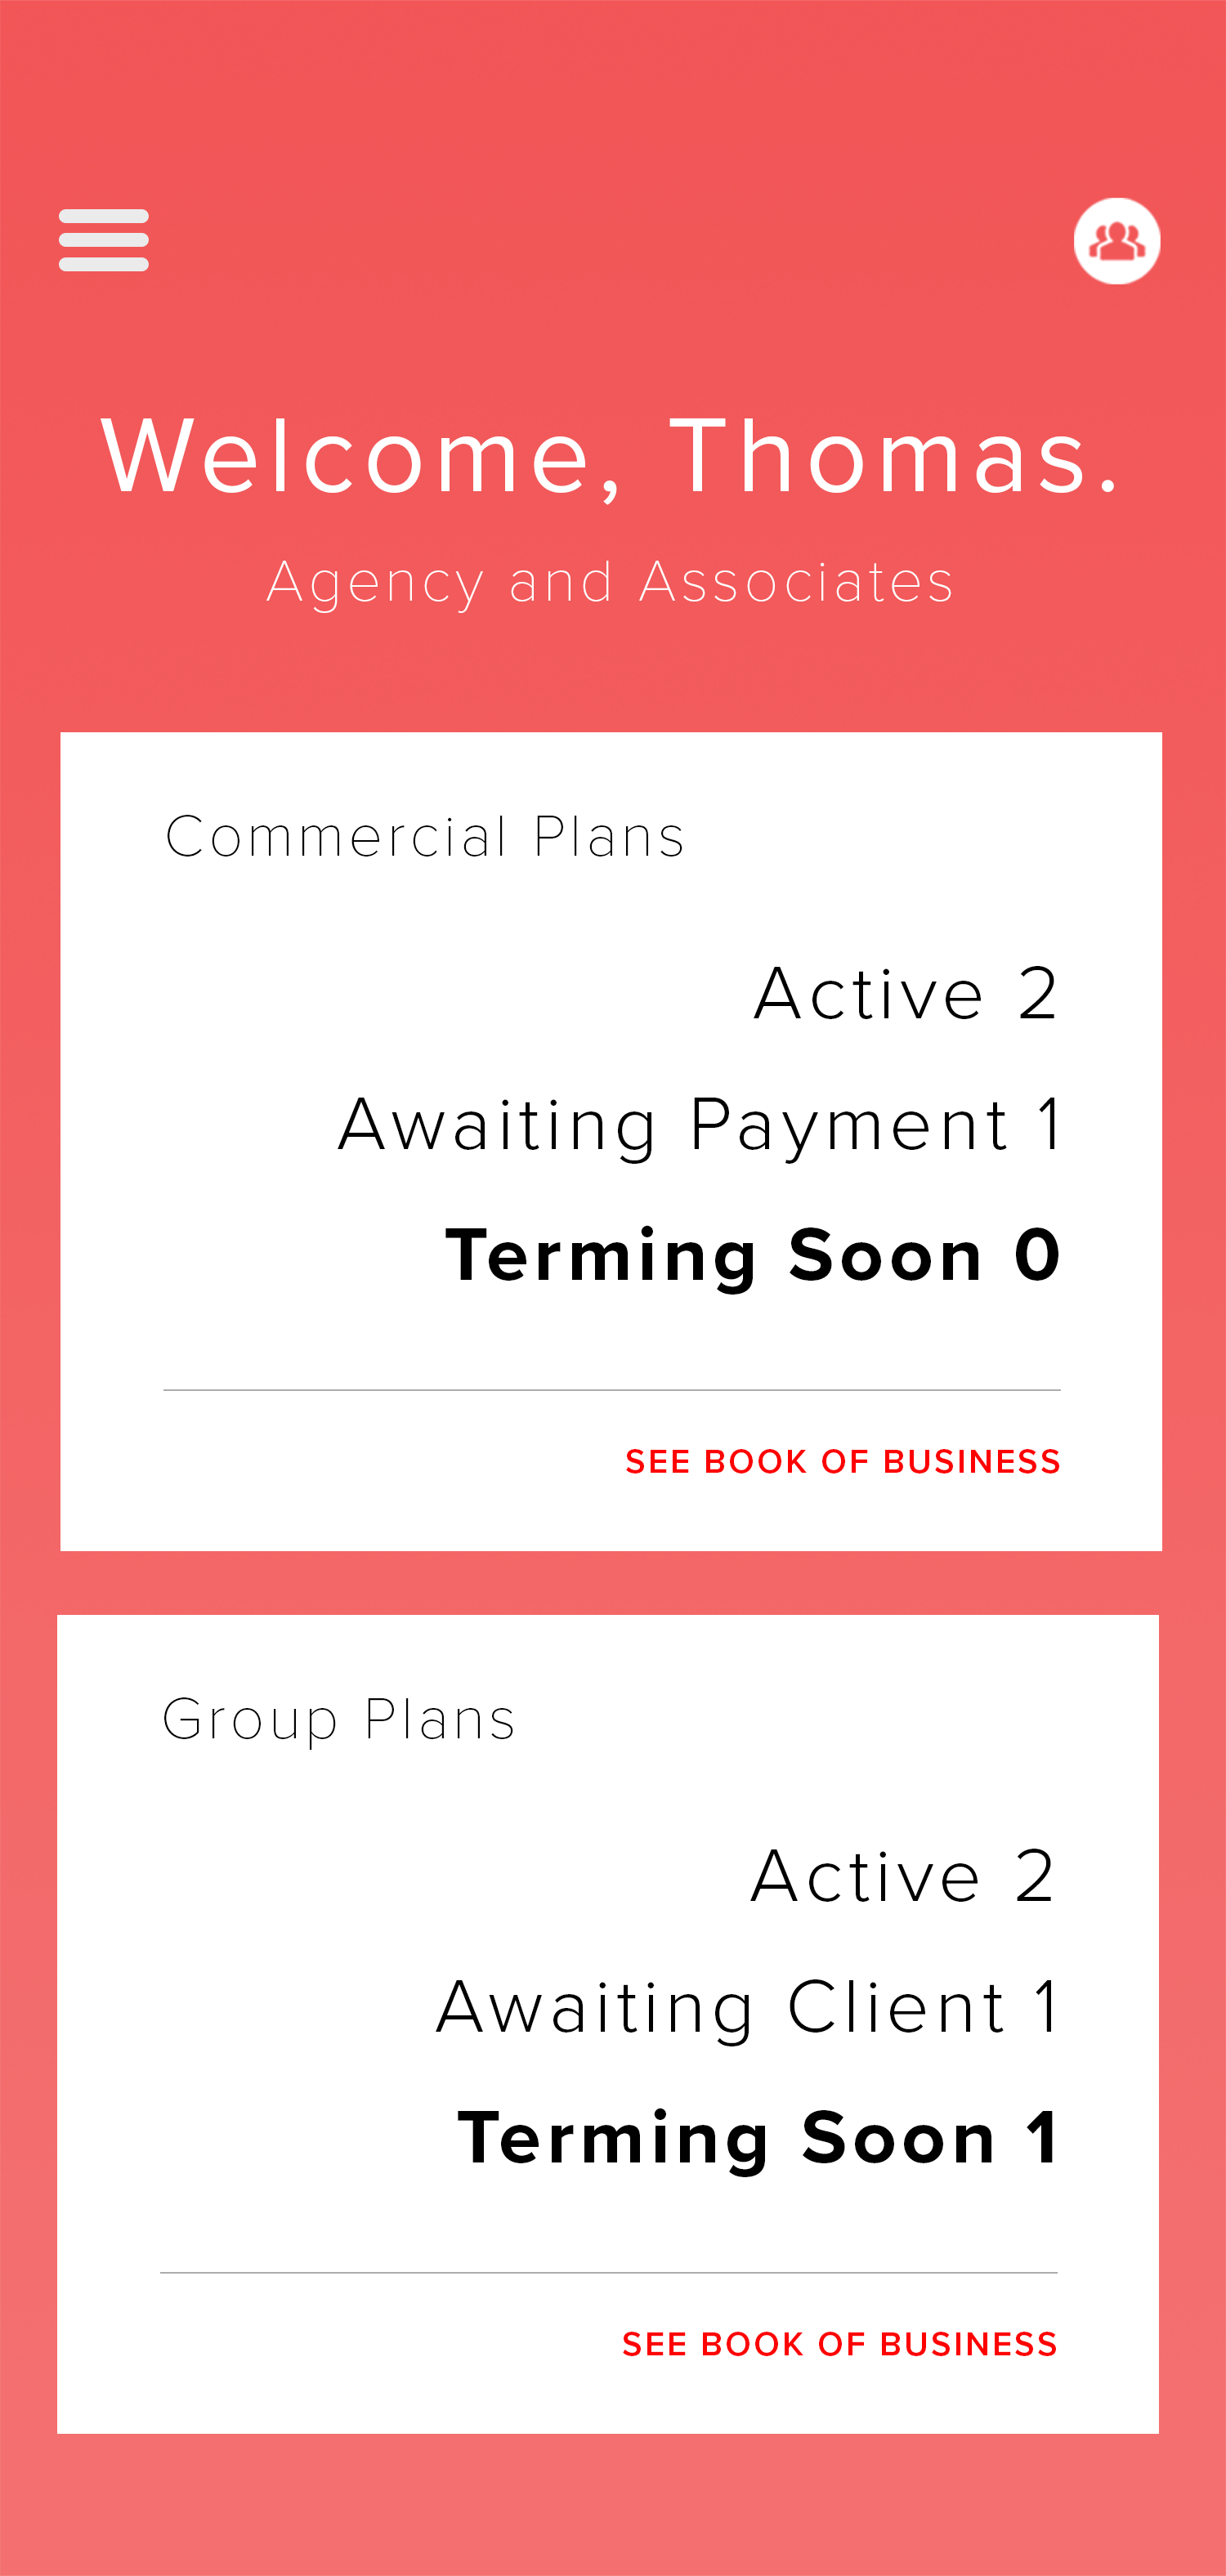 Welcome, Thomas.
Agency and Associates
Commercial Plans
Active 2
Awaiting Payment 1
Terming Soon 0
SEE BOOK OF BUSINESS
Group Plans
Active 2
Awaiting Client 1
Terming Soon 1
SEE BOOK OF BUSINESS